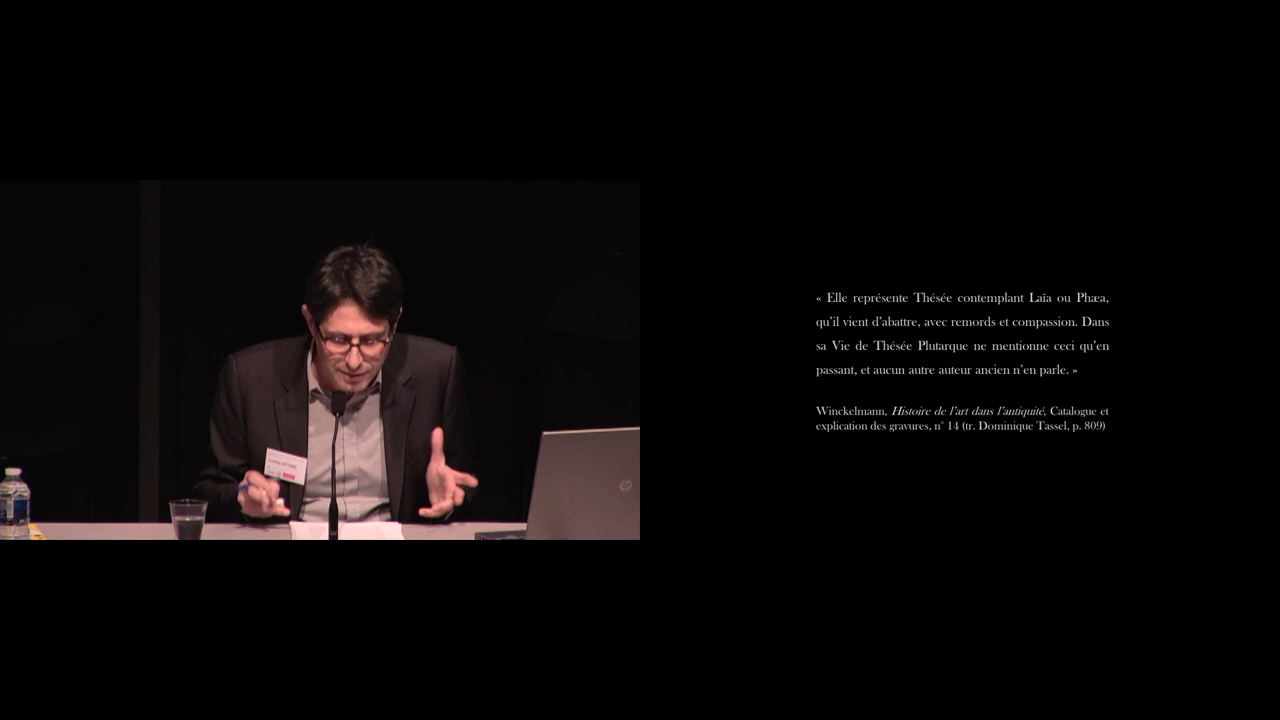 « Elle représente Thésée contemplant Laïa ou Phæa,
qu'il vient d'abattre, avec remords et compassion. Dans
sa Vie de Thésée Plutarque ne mentionne ceci qu'en
passant, et aucun autre auteur ancien n'en parle. »
Winckelmann, Histoire de l'art dans l'antiquité, Catalogue et
explication des gravures, n° 14 (tr. Dominique Tassel, p. 809)
hp